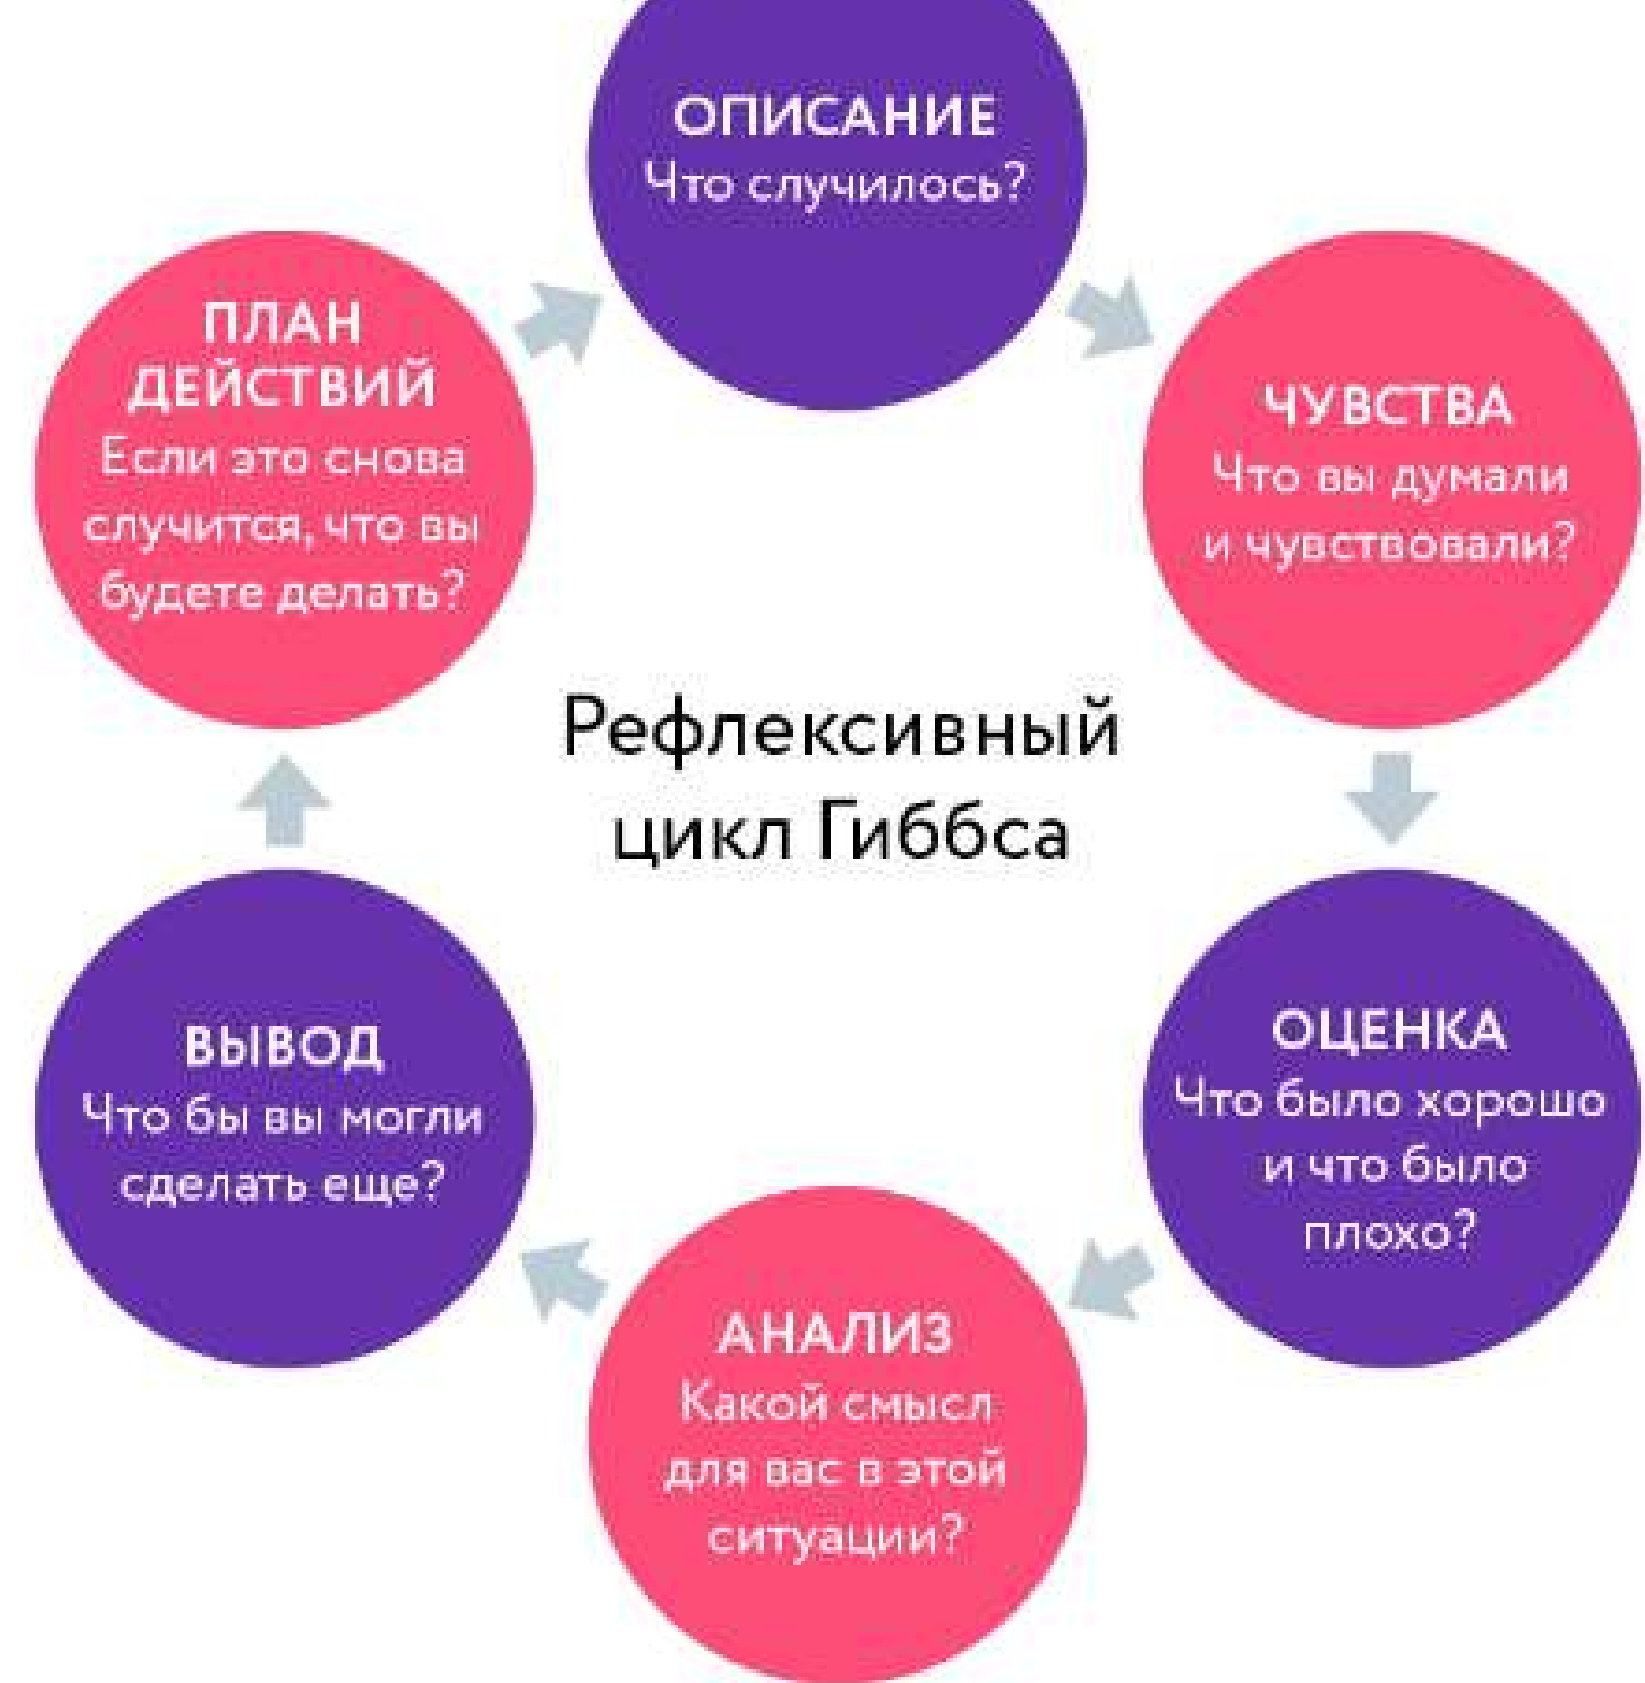 ОПИСАНИЕ
Что случилось?
ЧУВСТВА
Что вы думали
и чувствовали?
ОЦЕНКА
Что было хорошо
и что было
плохо?
АНАЛИЗ
Какой смысл
для вас в этой
ситуации?
ВЫВОД
Что бы вы могли
сделать еще?
ПЛАН
ДЕЙСТВИЙ
Если это снова
случится, что вы
будете делать?
Рефлексивный
цикл Гиббса